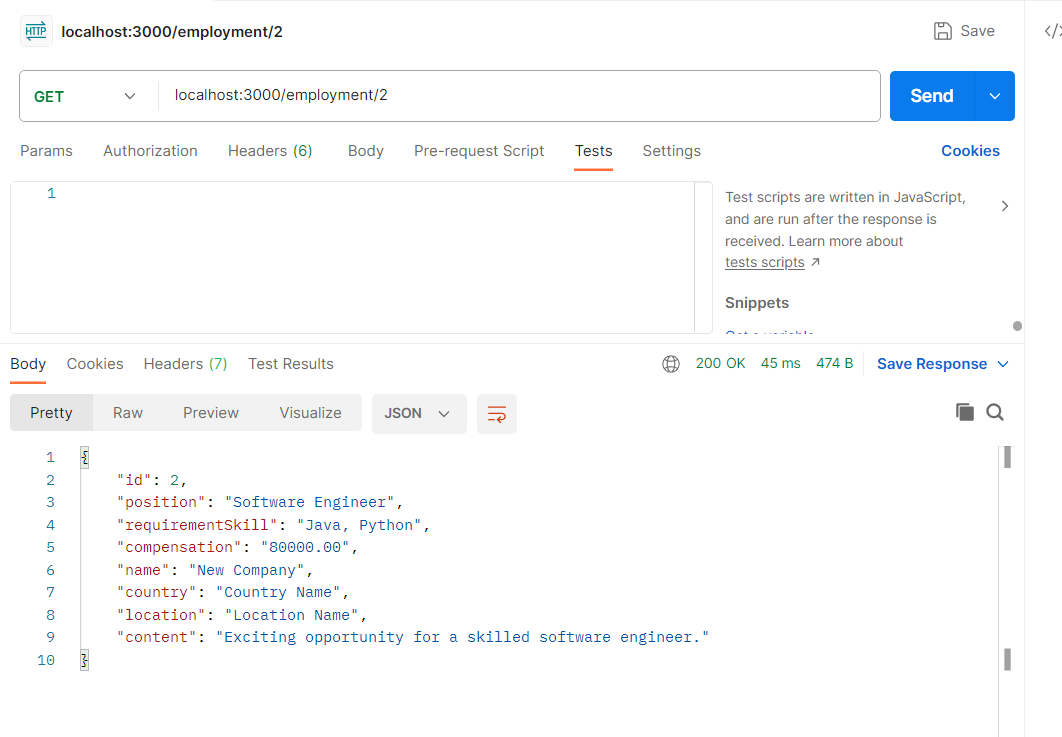 HTTP localhost:3000/employment/2 Save </>
GET localhost:3000/employment/2 Send
Params Authorization Headers (6) Body Pre-request Script Tests Settings Cookies
1
Test scripts are written in JavaScript,
and are run after the response is
received. Learn more about
tests scripts ↗
Snippets
Get a variable
Body Cookies Headers (7) Test Results 200 OK 45 ms 474 B Save Response
Pretty Raw Preview Visualize JSON
1 {
2 "id": 2,
3 "position": "Software Engineer",
4 "requirementSkill": "Java, Python",
5 "compensation": "80000.00",
6 "name": "New Company",
7 "country": "Country Name",
8 "location": "Location Name",
9 "content": "Exciting opportunity for a skilled software engineer."
10 }